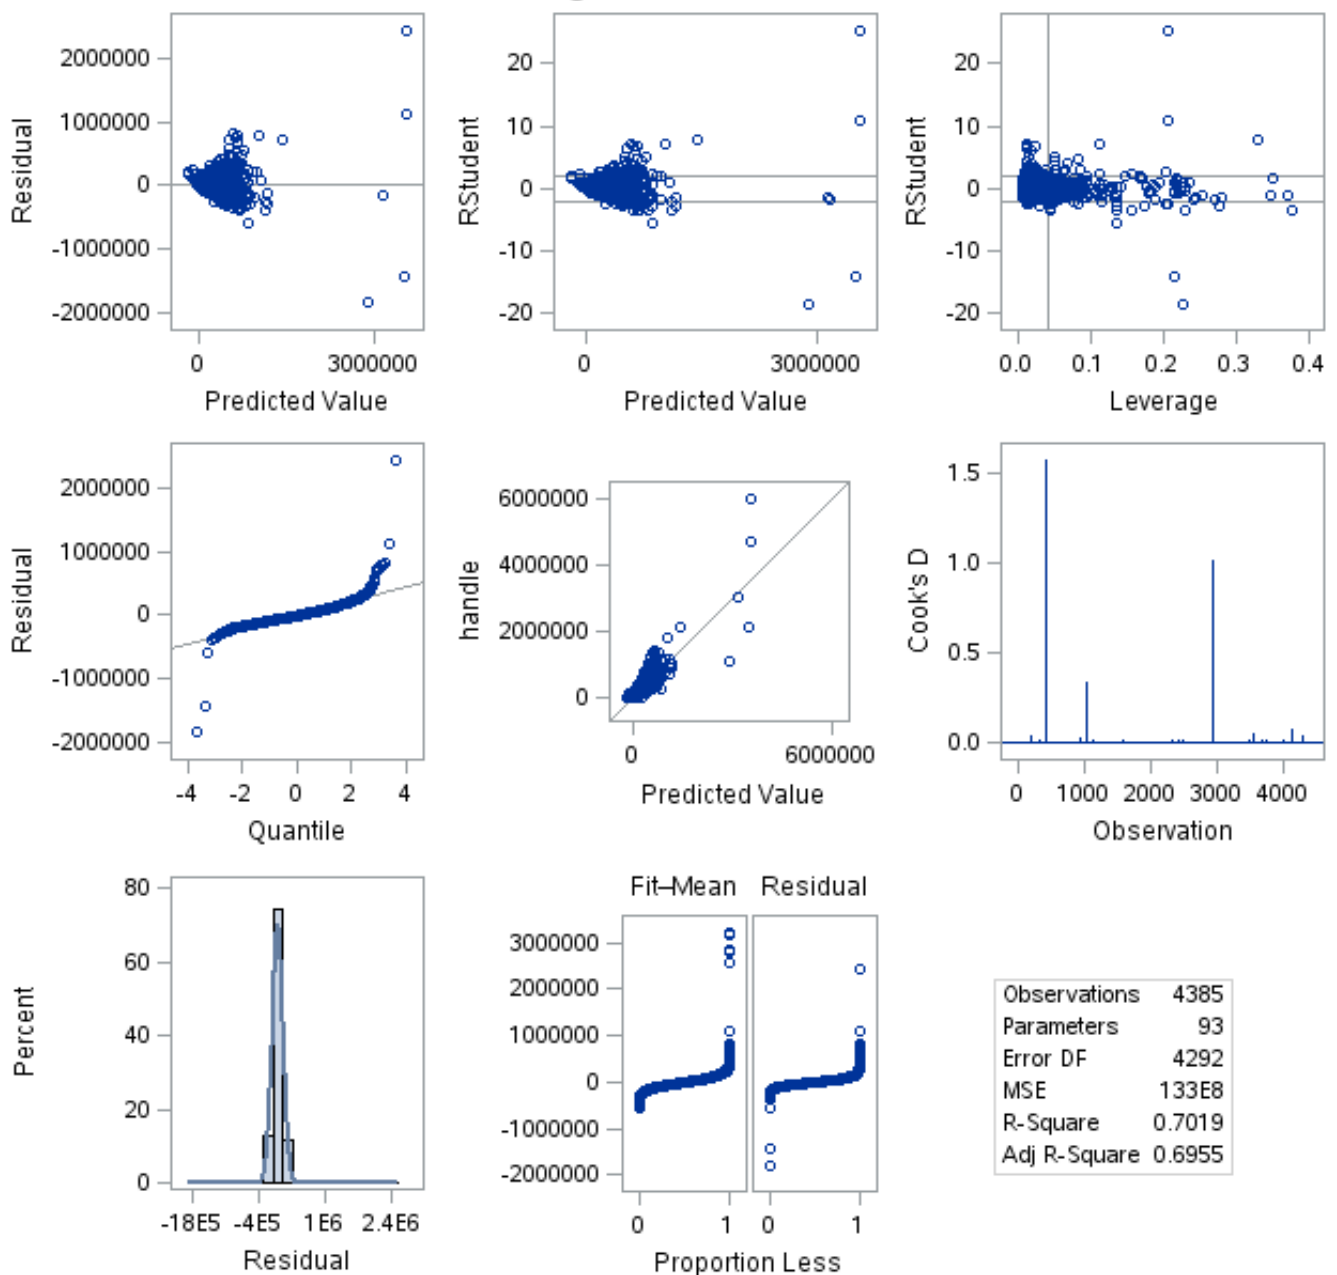 Residual
2000000
1000000
0
-1000000
-2000000
0 3000000
Predicted Value
RStudent
20
10
0
-10
-20
0 3000000
Predicted Value
RStudent
20
10
0
-10
-20
0.0 0.1 0.2 0.3 0.4
Leverage
Residual
2000000
1000000
0
-1000000
-2000000
-4 -2 0 2 4
Quantile
handle
6000000
4000000
2000000
0
0 6000000
Predicted Value
Cook's D
1.5
1.0
0.5
0.0
0 1000 2000 3000 4000
Observation
Percent
80
60
40
20
0
-18E5 -4E5 1E6 2.4E6
Residual
Fit–Mean Residual
3000000
2000000
1000000
0
-1000000
-2000000
0 1 0 1
Proportion Less
Observations 4385
Parameters 93
Error DF 4292
MSE 133E8
R-Square 0.7019
Adj R-Square 0.6955